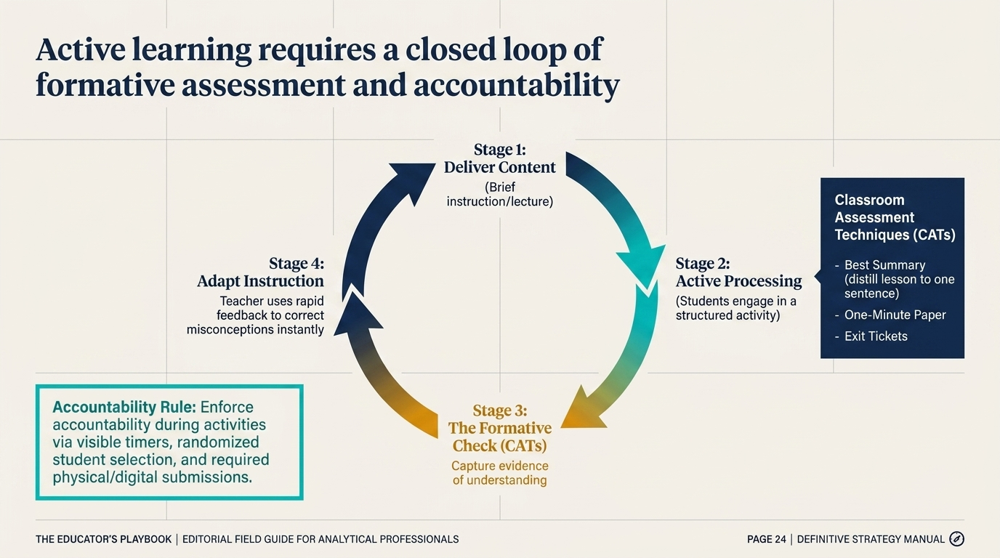 Active learning requires a closed loop of
formative assessment and accountability
Stage 1:
Deliver Content
(Brief
instruction/lecture)
Stage 2:
Active Processing
(Students engage in a
structured activity)
Classroom
Assessment
Techniques (CATs)
- Best Summary
(distill lesson to one
sentence)
- One-Minute Paper
- Exit Tickets
Stage 3:
The Formative
Check (CATs)
Capture evidence
of understanding
Stage 4:
Adapt Instruction
Teacher uses rapid
feedback to correct
misconceptions instantly
Accountability Rule: Enforce
accountability during activities
via visible timers, randomized
student selection, and required
physical/digital submissions.
THE EDUCATOR'S PLAYBOOK | EDITORIAL FIELD GUIDE FOR ANALYTICAL PROFESSIONALS
PAGE 24 | DEFINITIVE STRATEGY MANUAL